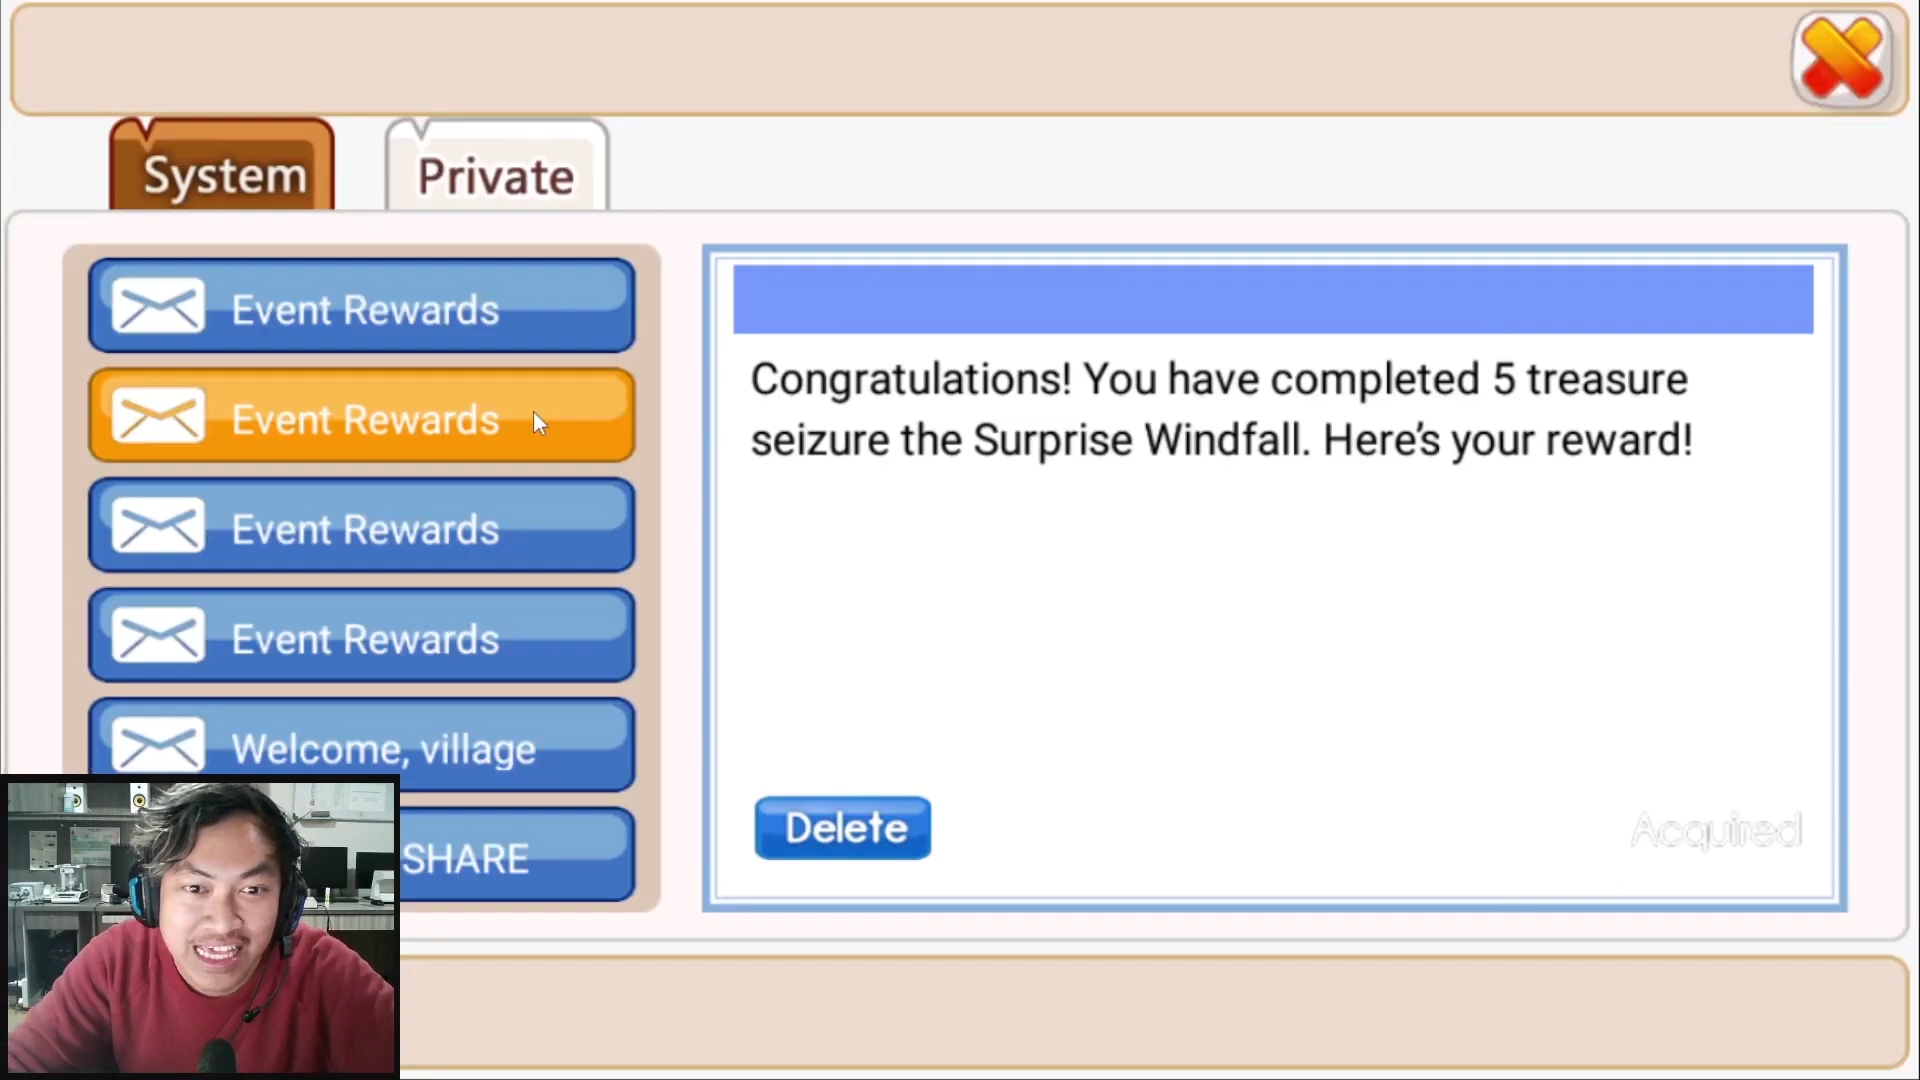 System
Private
Event Rewards
Event Rewards
Event Rewards
Event Rewards
Welcome, village
SHARE
Congratulations! You have completed 5 treasure
seizure the Surprise Windfall. Here's your reward!
Delete
Acquired